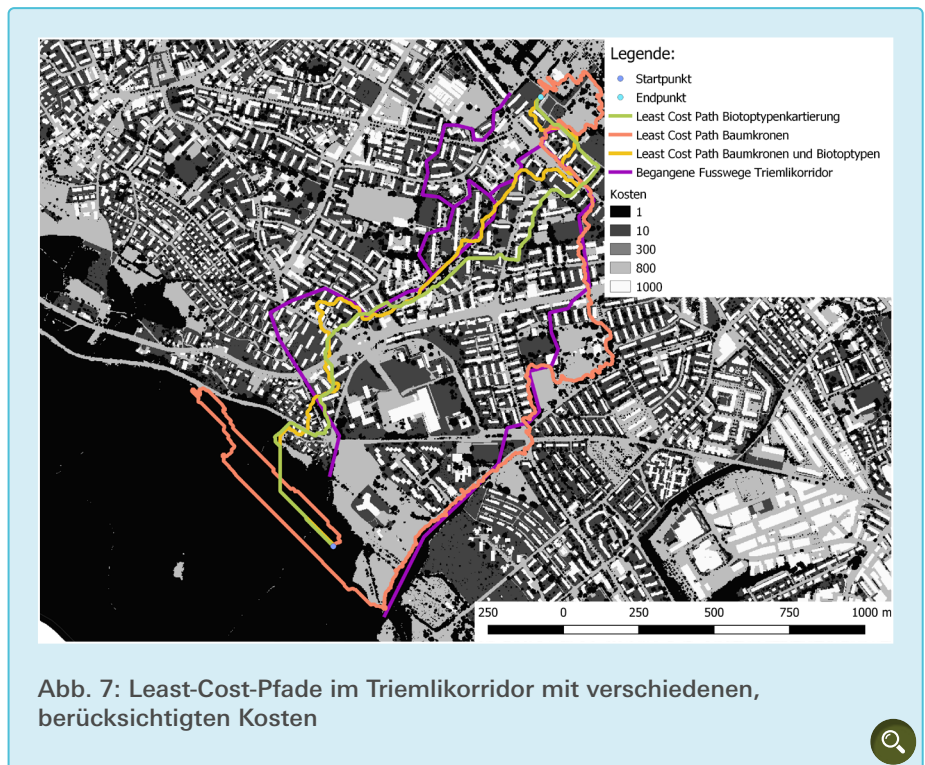 Legende:
Startpunkt
Endpunkt
Least Cost Path Biotoptypenkartierung
Least Cost Path Baumkronen
Least Cost Path Baumkronen und Biotoptypen
Begangene Fusswege Triemlikorridor
Kosten
1
10
300
800
1000
250 0 250 500 750 1000 m
Abb. 7: Least-Cost-Pfade im Triemlikorridor mit verschiedenen,
berücksichtigten Kosten